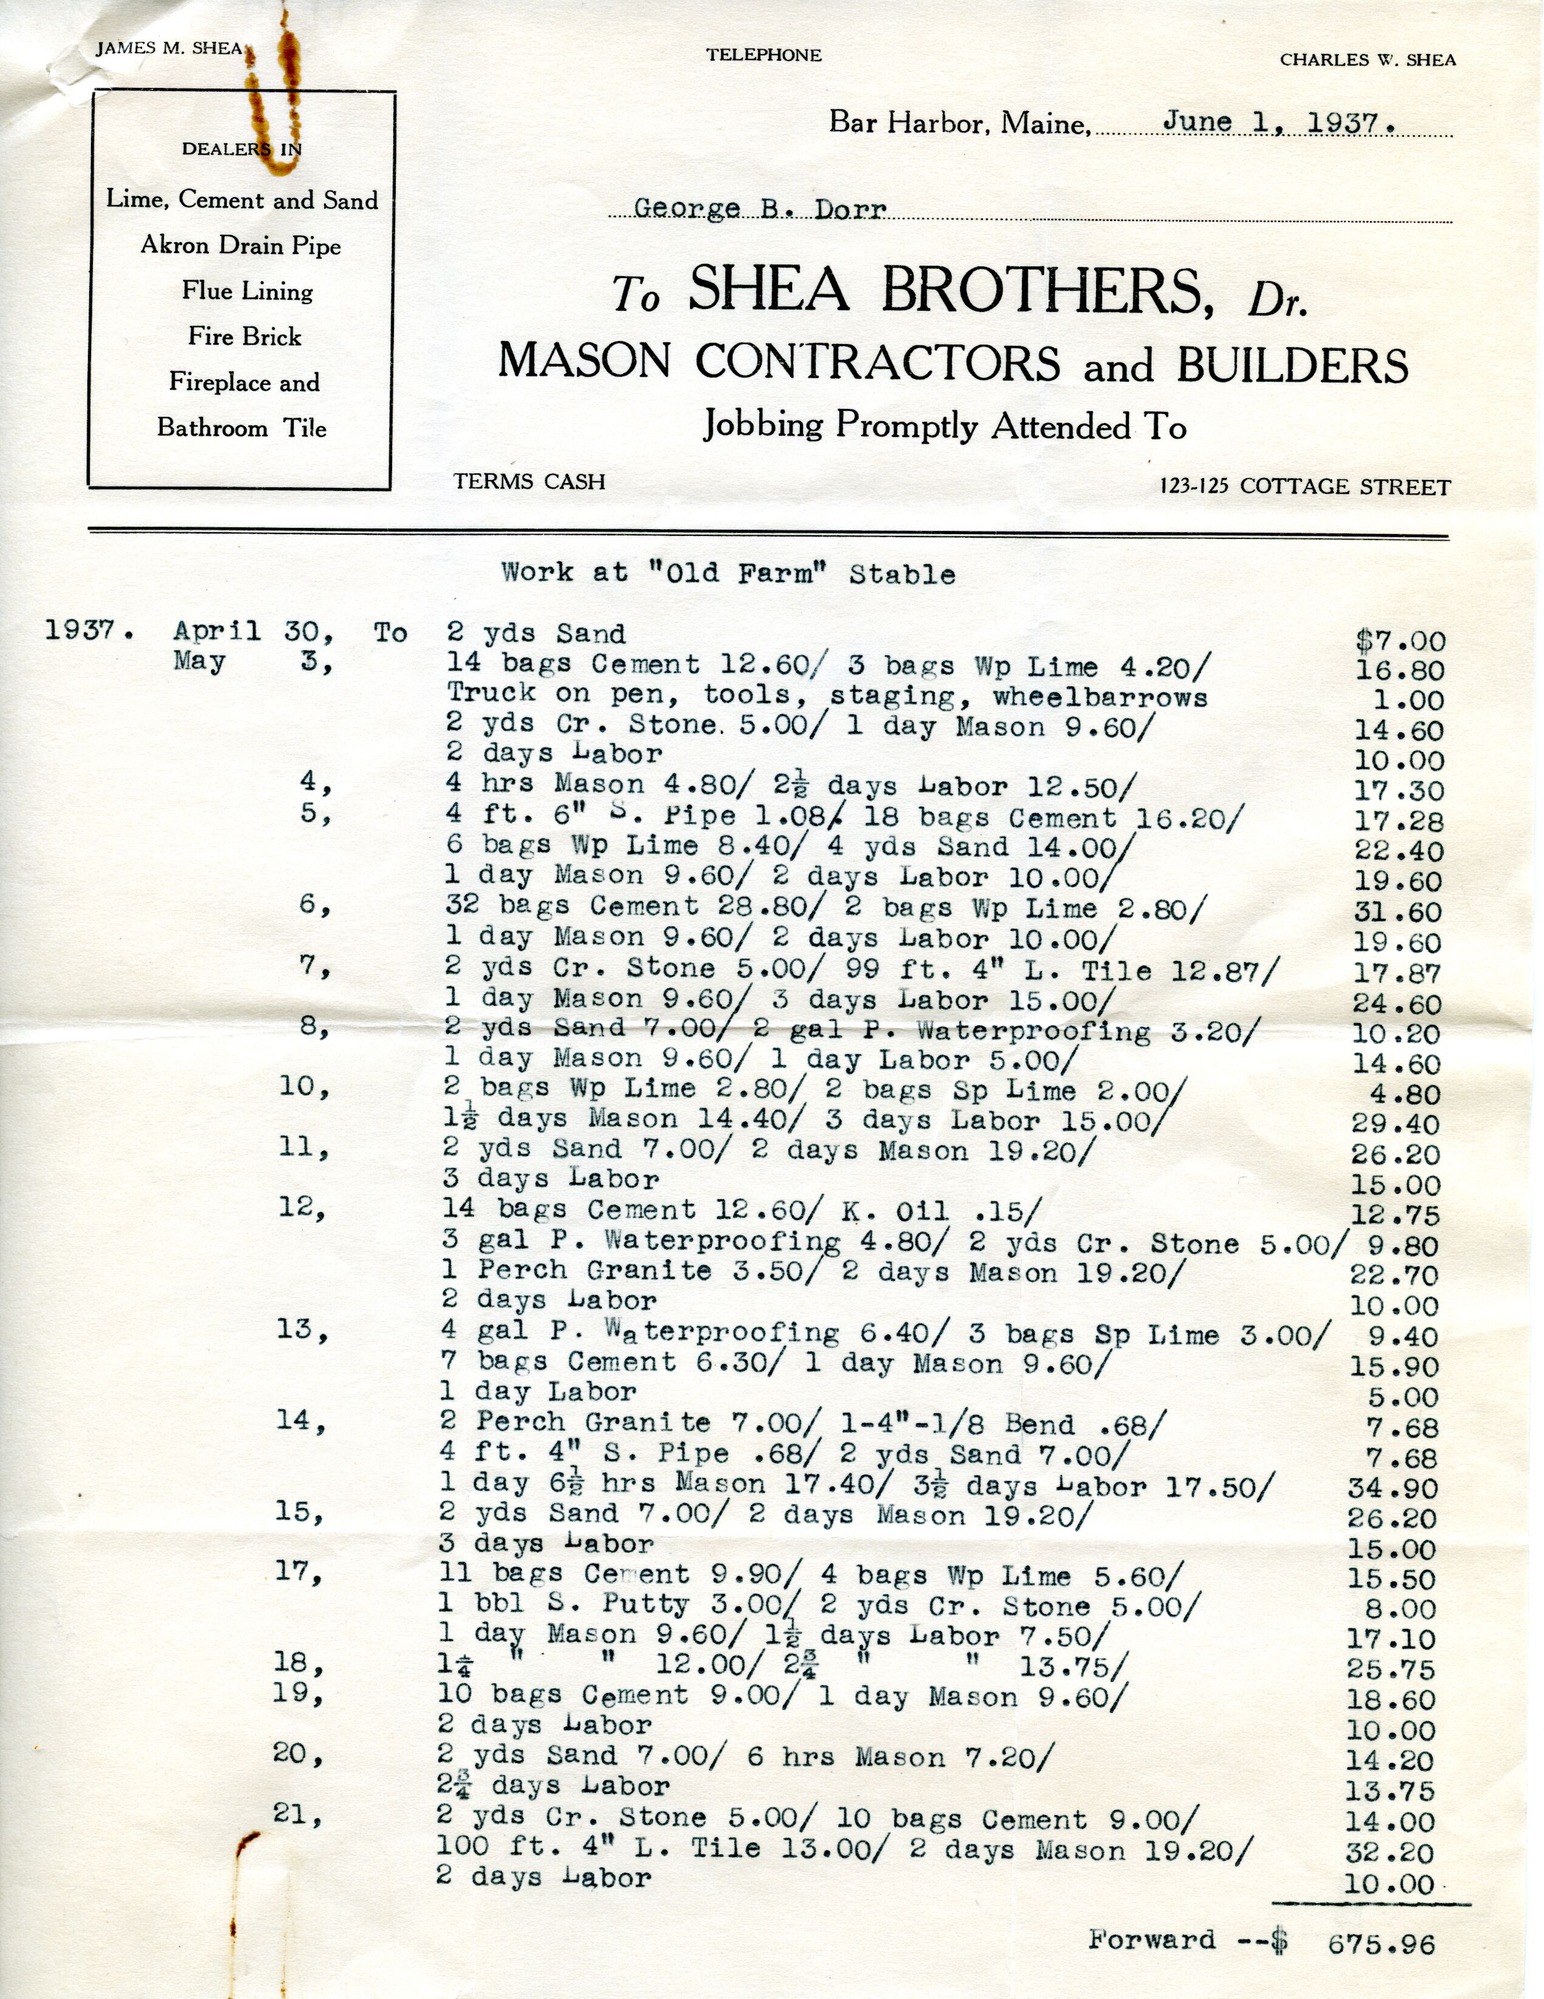 JAMES M. SHEA
TELEPHONE
CHARLES W. SHEA
DEALERS IN
Lime, Cement and Sand
Akron Drain Pipe
Flue Lining
Fire Brick
Fireplace and
Bathroom Tile
Bar Harbor, Maine, June 1, 1937.
George B. Dorr
To SHEA BROTHERS, Dr.
MASON CONTRACTORS and BUILDERS
Jobbing Promptly Attended To
TERMS CASH
123-125 COTTAGE STREET
Work at "Old Farm" Stable
1937. April 30, To 2 yds Sand $7.00
May 3, 14 bags Cement 12.60/ 3 bags Wp Lime 4.20/ 16.80
Truck on pen, tools, staging, wheelbarrows 1.00
2 yds Cr. Stone. 5.00/ 1 day Mason 9.60/ 14.60
2 days Labor 10.00
4, 4 hrs Mason 4.80/ 2½ days Labor 12.50/ 17.30
5, 4 ft. 6" S. Pipe 1.08/ 18 bags Cement 16.20/ 17.28
6 bags Wp Lime 8.40/ 4 yds Sand 14.00/ 22.40
1 day Mason 9.60/ 2 days Labor 10.00/ 19.60
6, 32 bags Cement 28.80/ 2 bags Wp Lime 2.80/ 31.60
1 day Mason 9.60/ 2 days Labor 10.00/ 19.60
7, 2 yds Cr. Stone 5.00/ 99 ft. 4" L. Tile 12.87/ 17.87
1 day Mason 9.60/ 3 days Labor 15.00/ 24.60
8, 2 yds Sand 7.00/ 2 gal P. Waterproofing 3.20/ 10.20
1 day Mason 9.60/ 1 day Labor 5.00/ 14.60
10, 2 bags Wp Lime 2.80/ 2 bags Sp Lime 2.00/ 4.80
1½ days Mason 14.40/ 3 days Labor 15.00/ 29.40
11, 2 yds Sand 7.00/ 2 days Mason 19.20/ 26.20
3 days Labor 15.00
12, 14 bags Cement 12.60/ K. Oil .15/ 12.75
3 gal P. Waterproofing 4.80/ 2 yds Cr. Stone 5.00/ 9.80
1 Perch Granite 3.50/ 2 days Mason 19.20/ 22.70
2 days Labor 10.00
13, 4 gal P. Waterproofing 6.40/ 3 bags Sp Lime 3.00/ 9.40
7 bags Cement 6.30/ 1 day Mason 9.60/ 15.90
1 day Labor 5.00
14, 2 Perch Granite 7.00/ 1-4"-1/8 Bend .68/ 7.68
4 ft. 4" S. Pipe .68/ 2 yds Sand 7.00/ 7.68
1 day 6½ hrs Mason 17.40/ 3½ days Labor 17.50/ 34.90
15, 2 yds Sand 7.00/ 2 days Mason 19.20/ 26.20
3 days Labor 15.00
17, 11 bags Cement 9.90/ 4 bags Wp Lime 5.60/ 15.50
1 bbl S. Putty 3.00/ 2 yds Cr. Stone 5.00/ 8.00
1 day Mason 9.60/ 1½ days Labor 7.50/ 17.10
18, 1¼ " " 12.00/ 2¾ " " 13.75/ 25.75
19, 10 bags Cement 9.00/ 1 day Mason 9.60/ 18.60
2 days Labor 10.00
20, 2 yds Sand 7.00/ 6 hrs Mason 7.20/ 14.20
2¾ days Labor 13.75
21, 2 yds Cr. Stone 5.00/ 10 bags Cement 9.00/ 14.00
100 ft. 4" L. Tile 13.00/ 2 days Mason 19.20/ 32.20
2 days Labor 10.00
Forward --$ 675.96